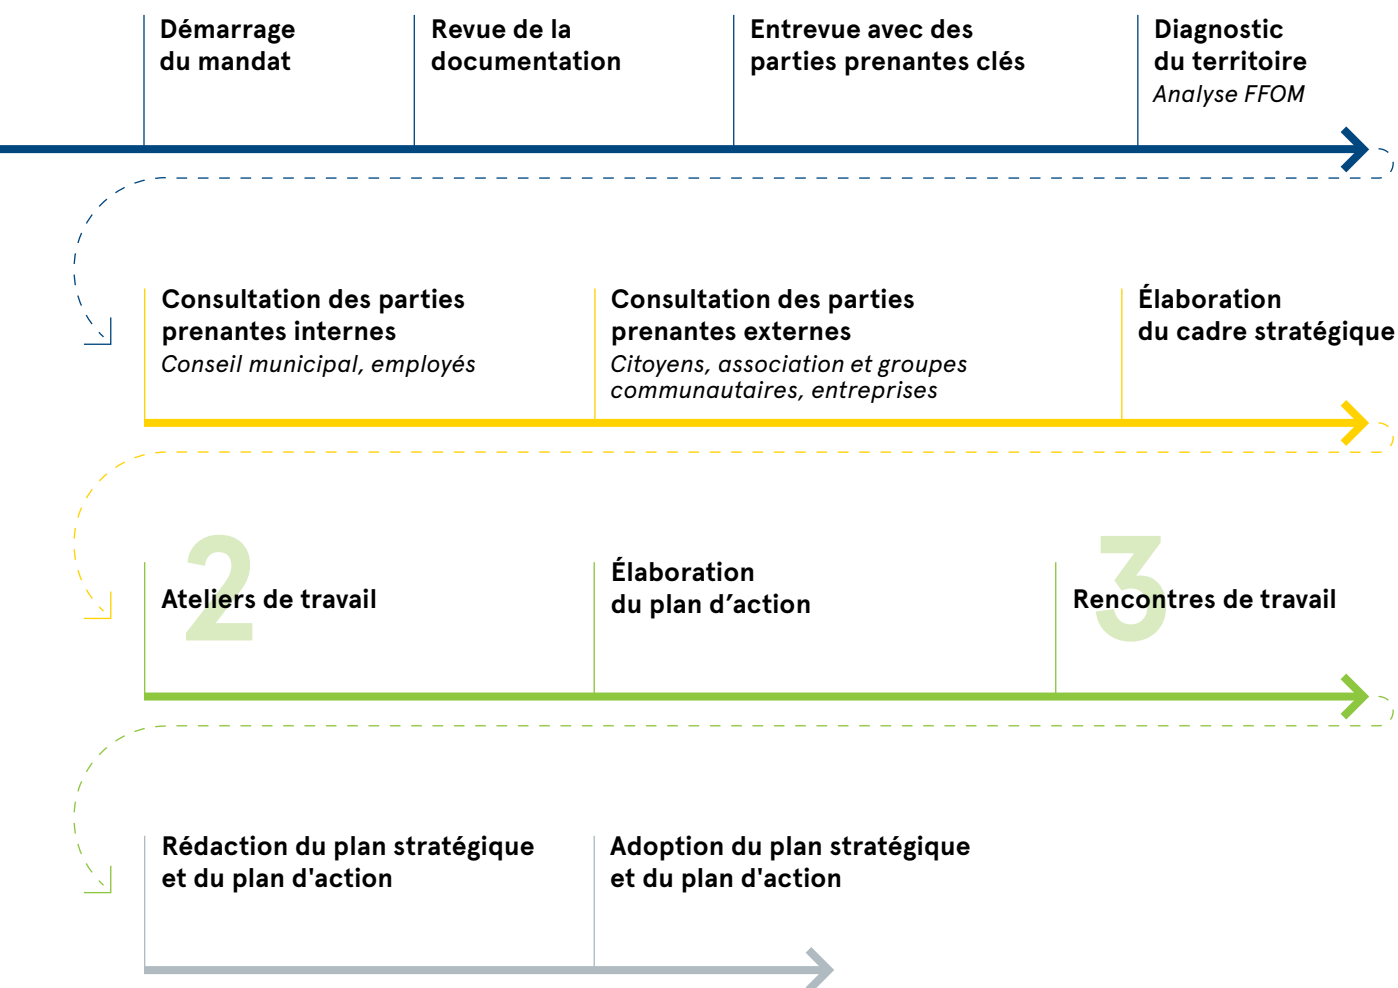 Démarrage
du mandat
Revue de la
documentation
Entrevue avec des
parties prenantes clés
Diagnostic
du territoire
Analyse FFOM
Consultation des parties
prenantes internes
Conseil municipal, employés
Consultation des parties
prenantes externes
Citoyens, association et groupes
communautaires, entreprises
Élaboration
du cadre stratégique
2
Ateliers de travail
Élaboration
du plan d’action
3
Rencontres de travail
Rédaction du plan stratégique
et du plan d'action
Adoption du plan stratégique
et du plan d'action